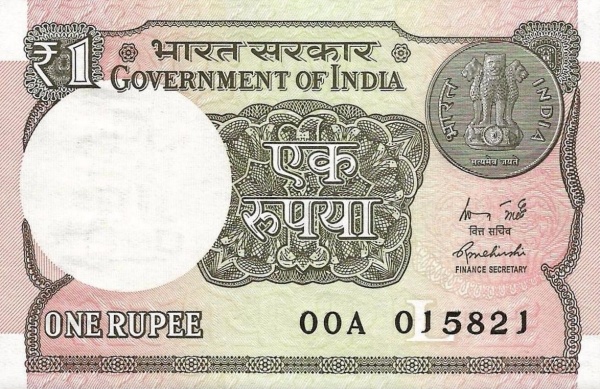 ₹1
भारत सरकार
GOVERNMENT OF INDIA
भारत
INDIA
सत्यमेव जयते
एक
रुपया
वित्त सचिव
FINANCE SECRETARY
L
ONE RUPEE
00A 015821